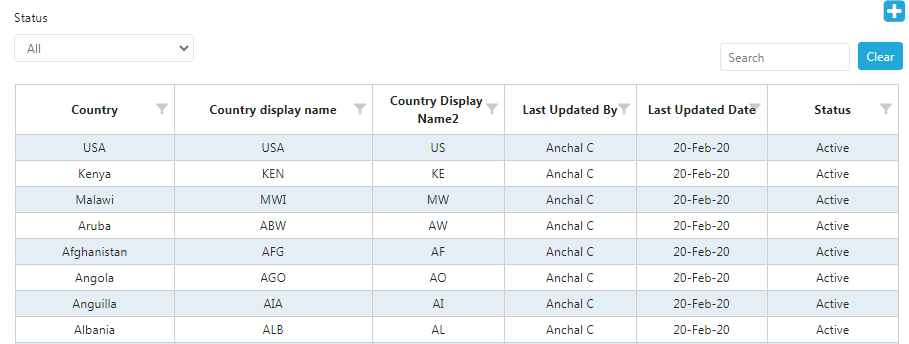 Status
All
Search
Clear
Country Country display name Country Display Name2 Last Updated By Last Updated Date Status
USA USA US Anchal C 20-Feb-20 Active
Kenya KEN KE Anchal C 20-Feb-20 Active
Malawi MWI MW Anchal C 20-Feb-20 Active
Aruba ABW AW Anchal C 20-Feb-20 Active
Afghanistan AFG AF Anchal C 20-Feb-20 Active
Angola AGO AO Anchal C 20-Feb-20 Active
Anguilla AIA AI Anchal C 20-Feb-20 Active
Albania ALB AL Anchal C 20-Feb-20 Active